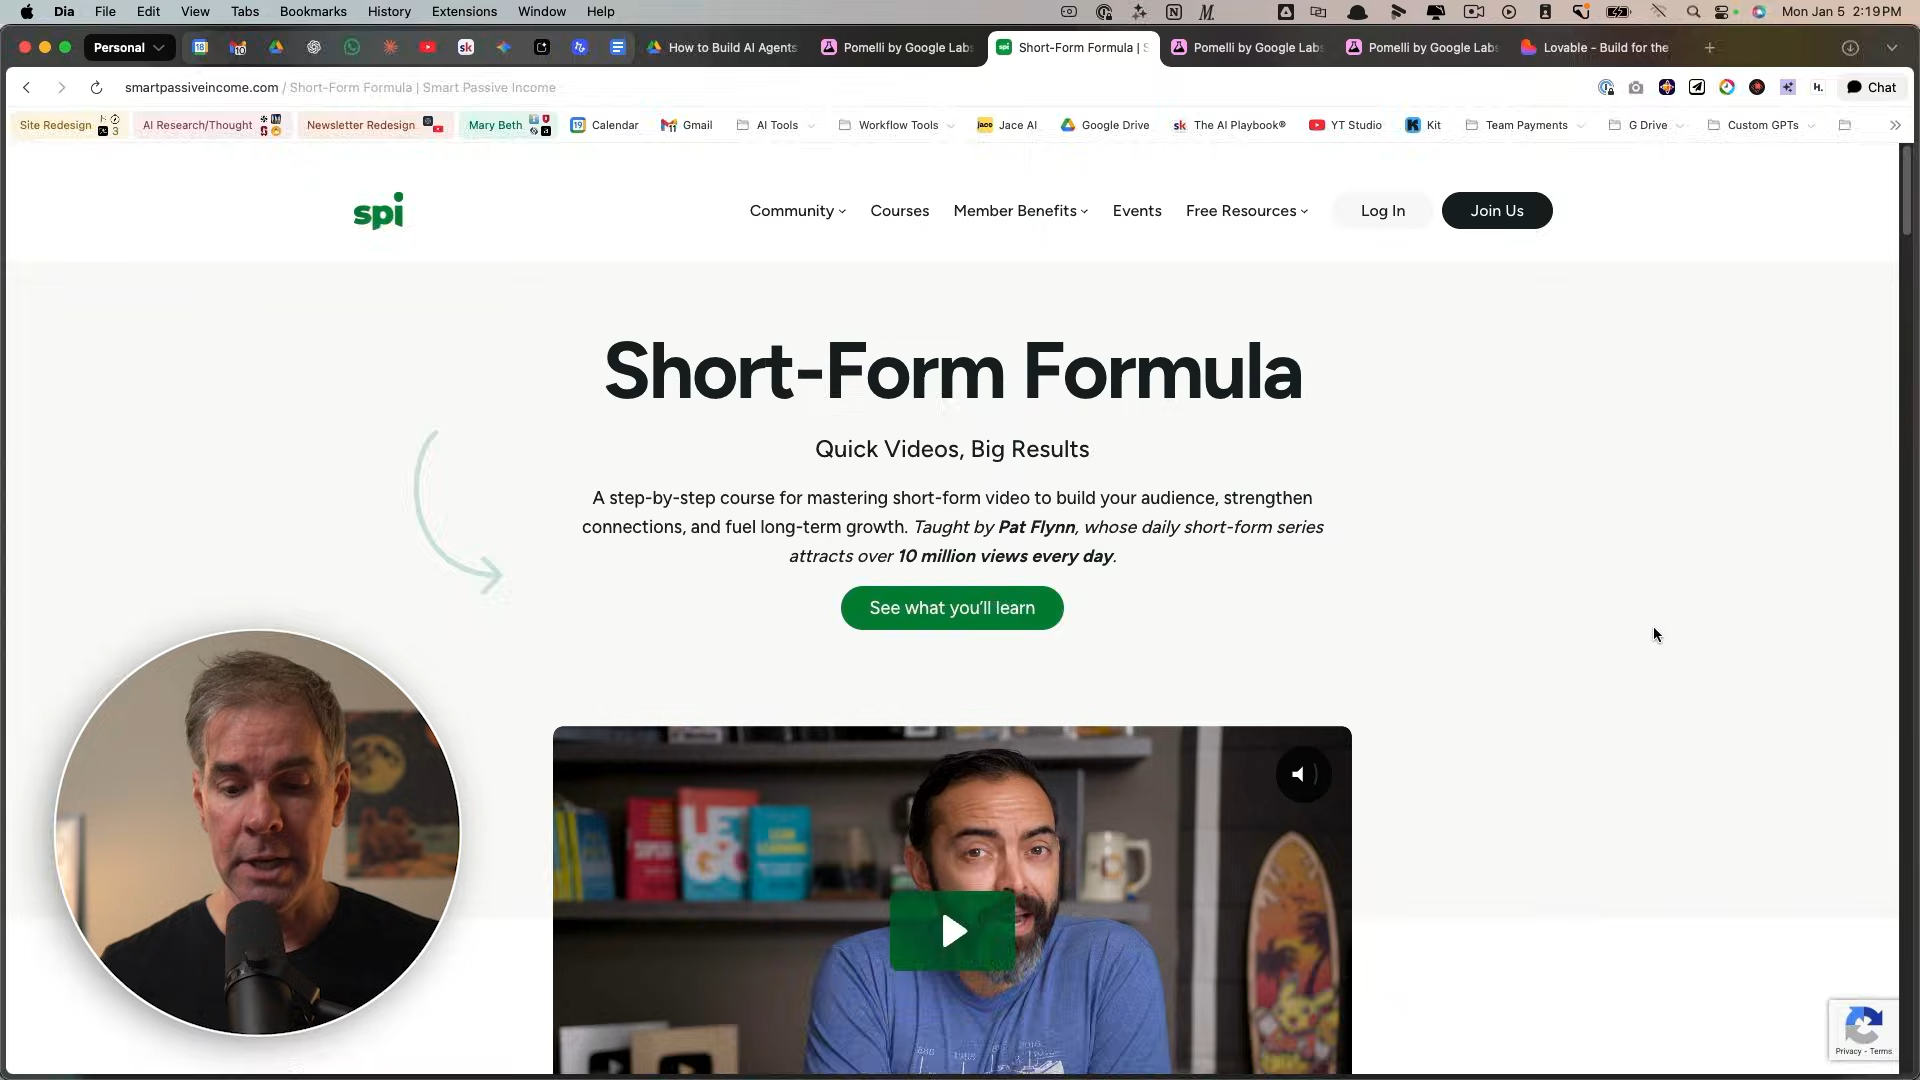 Dia File Edit View Tabs Bookmarks History Extensions Window Help Mon Jan 5 2:19 PM
Personal How to Build AI Agents Pomelli by Google Labs Short-Form Formula | S Pomelli by Google Labs Pomelli by Google Labs Lovable - Build for the
smartpassiveincome.com / Short-Form Formula | Smart Passive Income Chat
Site Redesign 3 AI Research/Thought Newsletter Redesign Mary Beth Calendar Gmail AI Tools Workflow Tools Jace AI Google Drive The AI Playbook® YT Studio Kit Team Payments G Drive Custom GPTs
spi Community Courses Member Benefits Events Free Resources Log In Join Us
Short-Form Formula
Quick Videos, Big Results
A step-by-step course for mastering short-form video to build your audience, strengthen
connections, and fuel long-term growth. Taught by Pat Flynn, whose daily short-form series
attracts over 10 million views every day.
See what you'll learn
Privacy - Terms